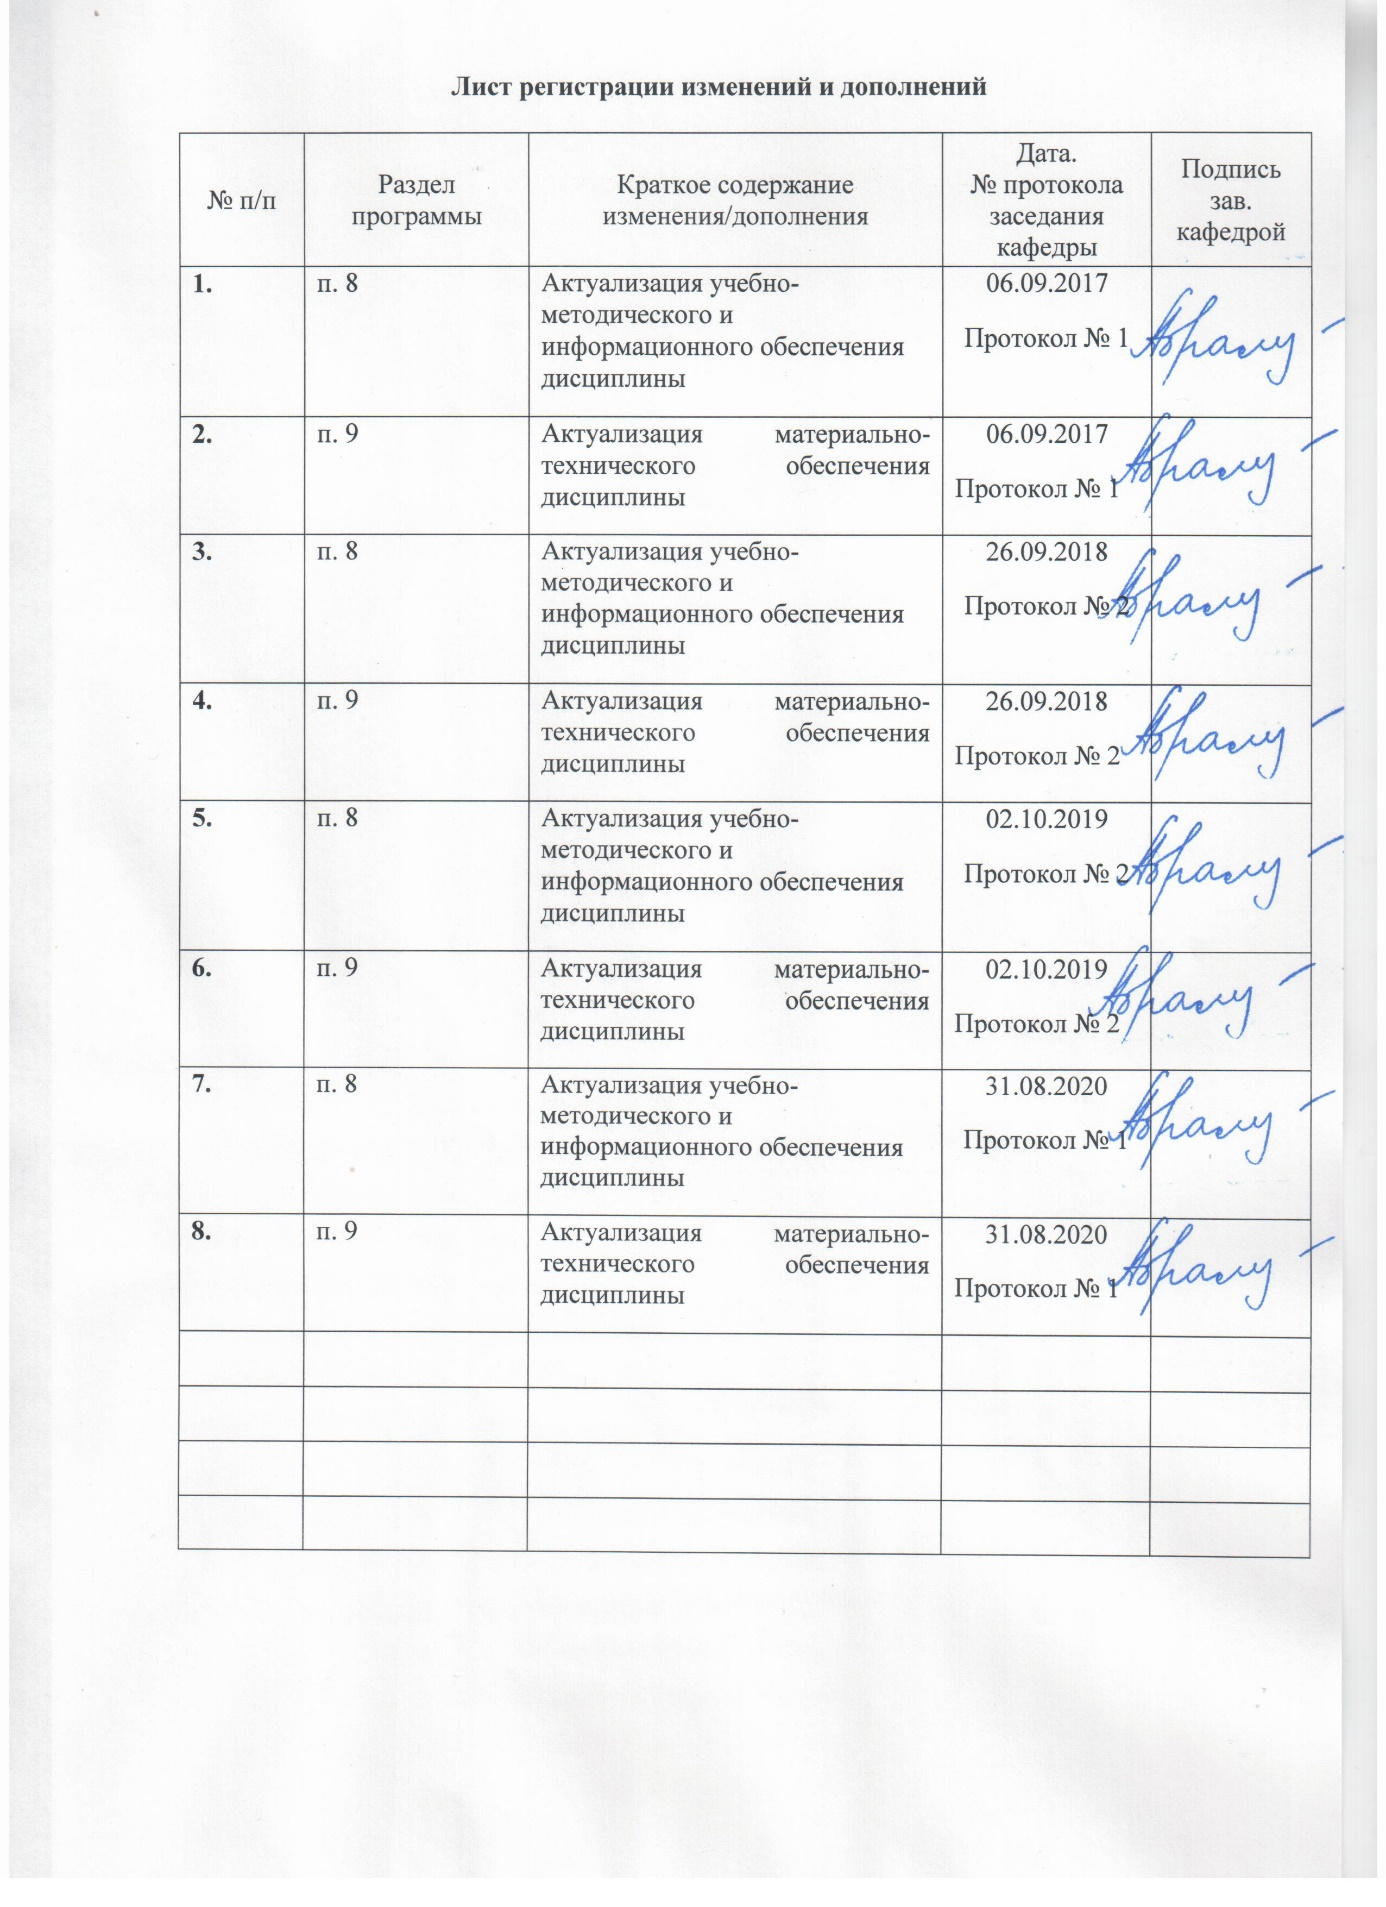 Лист регистрации изменений и дополнений
№ п/п
Раздел
программы
Краткое содержание
изменения/дополнения
Дата.
№ протокола
заседания
кафедры
Подпись
зав.
кафедрой
1.
п. 8
Актуализация учебно-
методического и
информационного обеспечения
дисциплины
06.09.2017
Протокол № 1
2.
п. 9
Актуализация материально-
технического обеспечения
дисциплины
06.09.2017
Протокол № 1
3.
п. 8
Актуализация учебно-
методического и
информационного обеспечения
дисциплины
26.09.2018
Протокол № 2
4.
п. 9
Актуализация материально-
технического обеспечения
дисциплины
26.09.2018
Протокол № 2
5.
п. 8
Актуализация учебно-
методического и
информационного обеспечения
дисциплины
02.10.2019
Протокол № 2
6.
п. 9
Актуализация материально-
технического обеспечения
дисциплины
02.10.2019
Протокол № 2
7.
п. 8
Актуализация учебно-
методического и
информационного обеспечения
дисциплины
31.08.2020
Протокол № 1
8.
п. 9
Актуализация материально-
технического обеспечения
дисциплины
31.08.2020
Протокол № 1